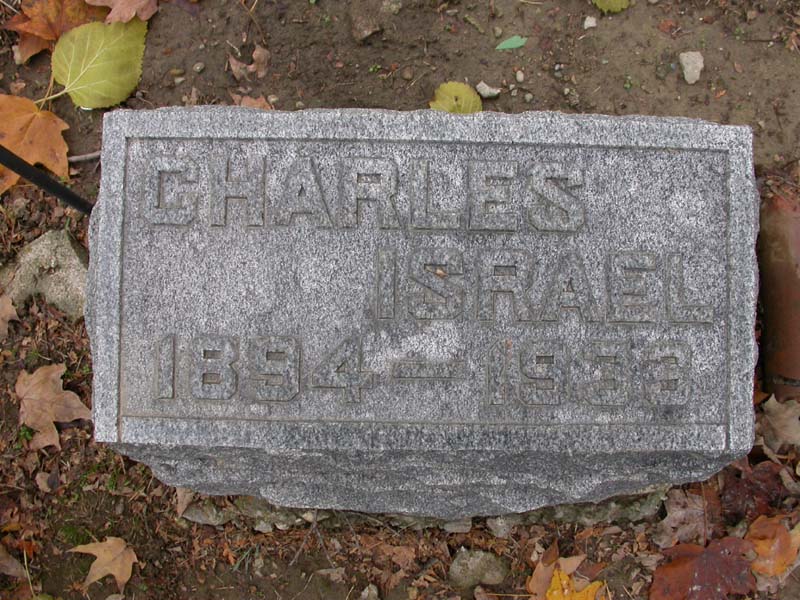 CHARLES
ISRAEL
1894 — 1933